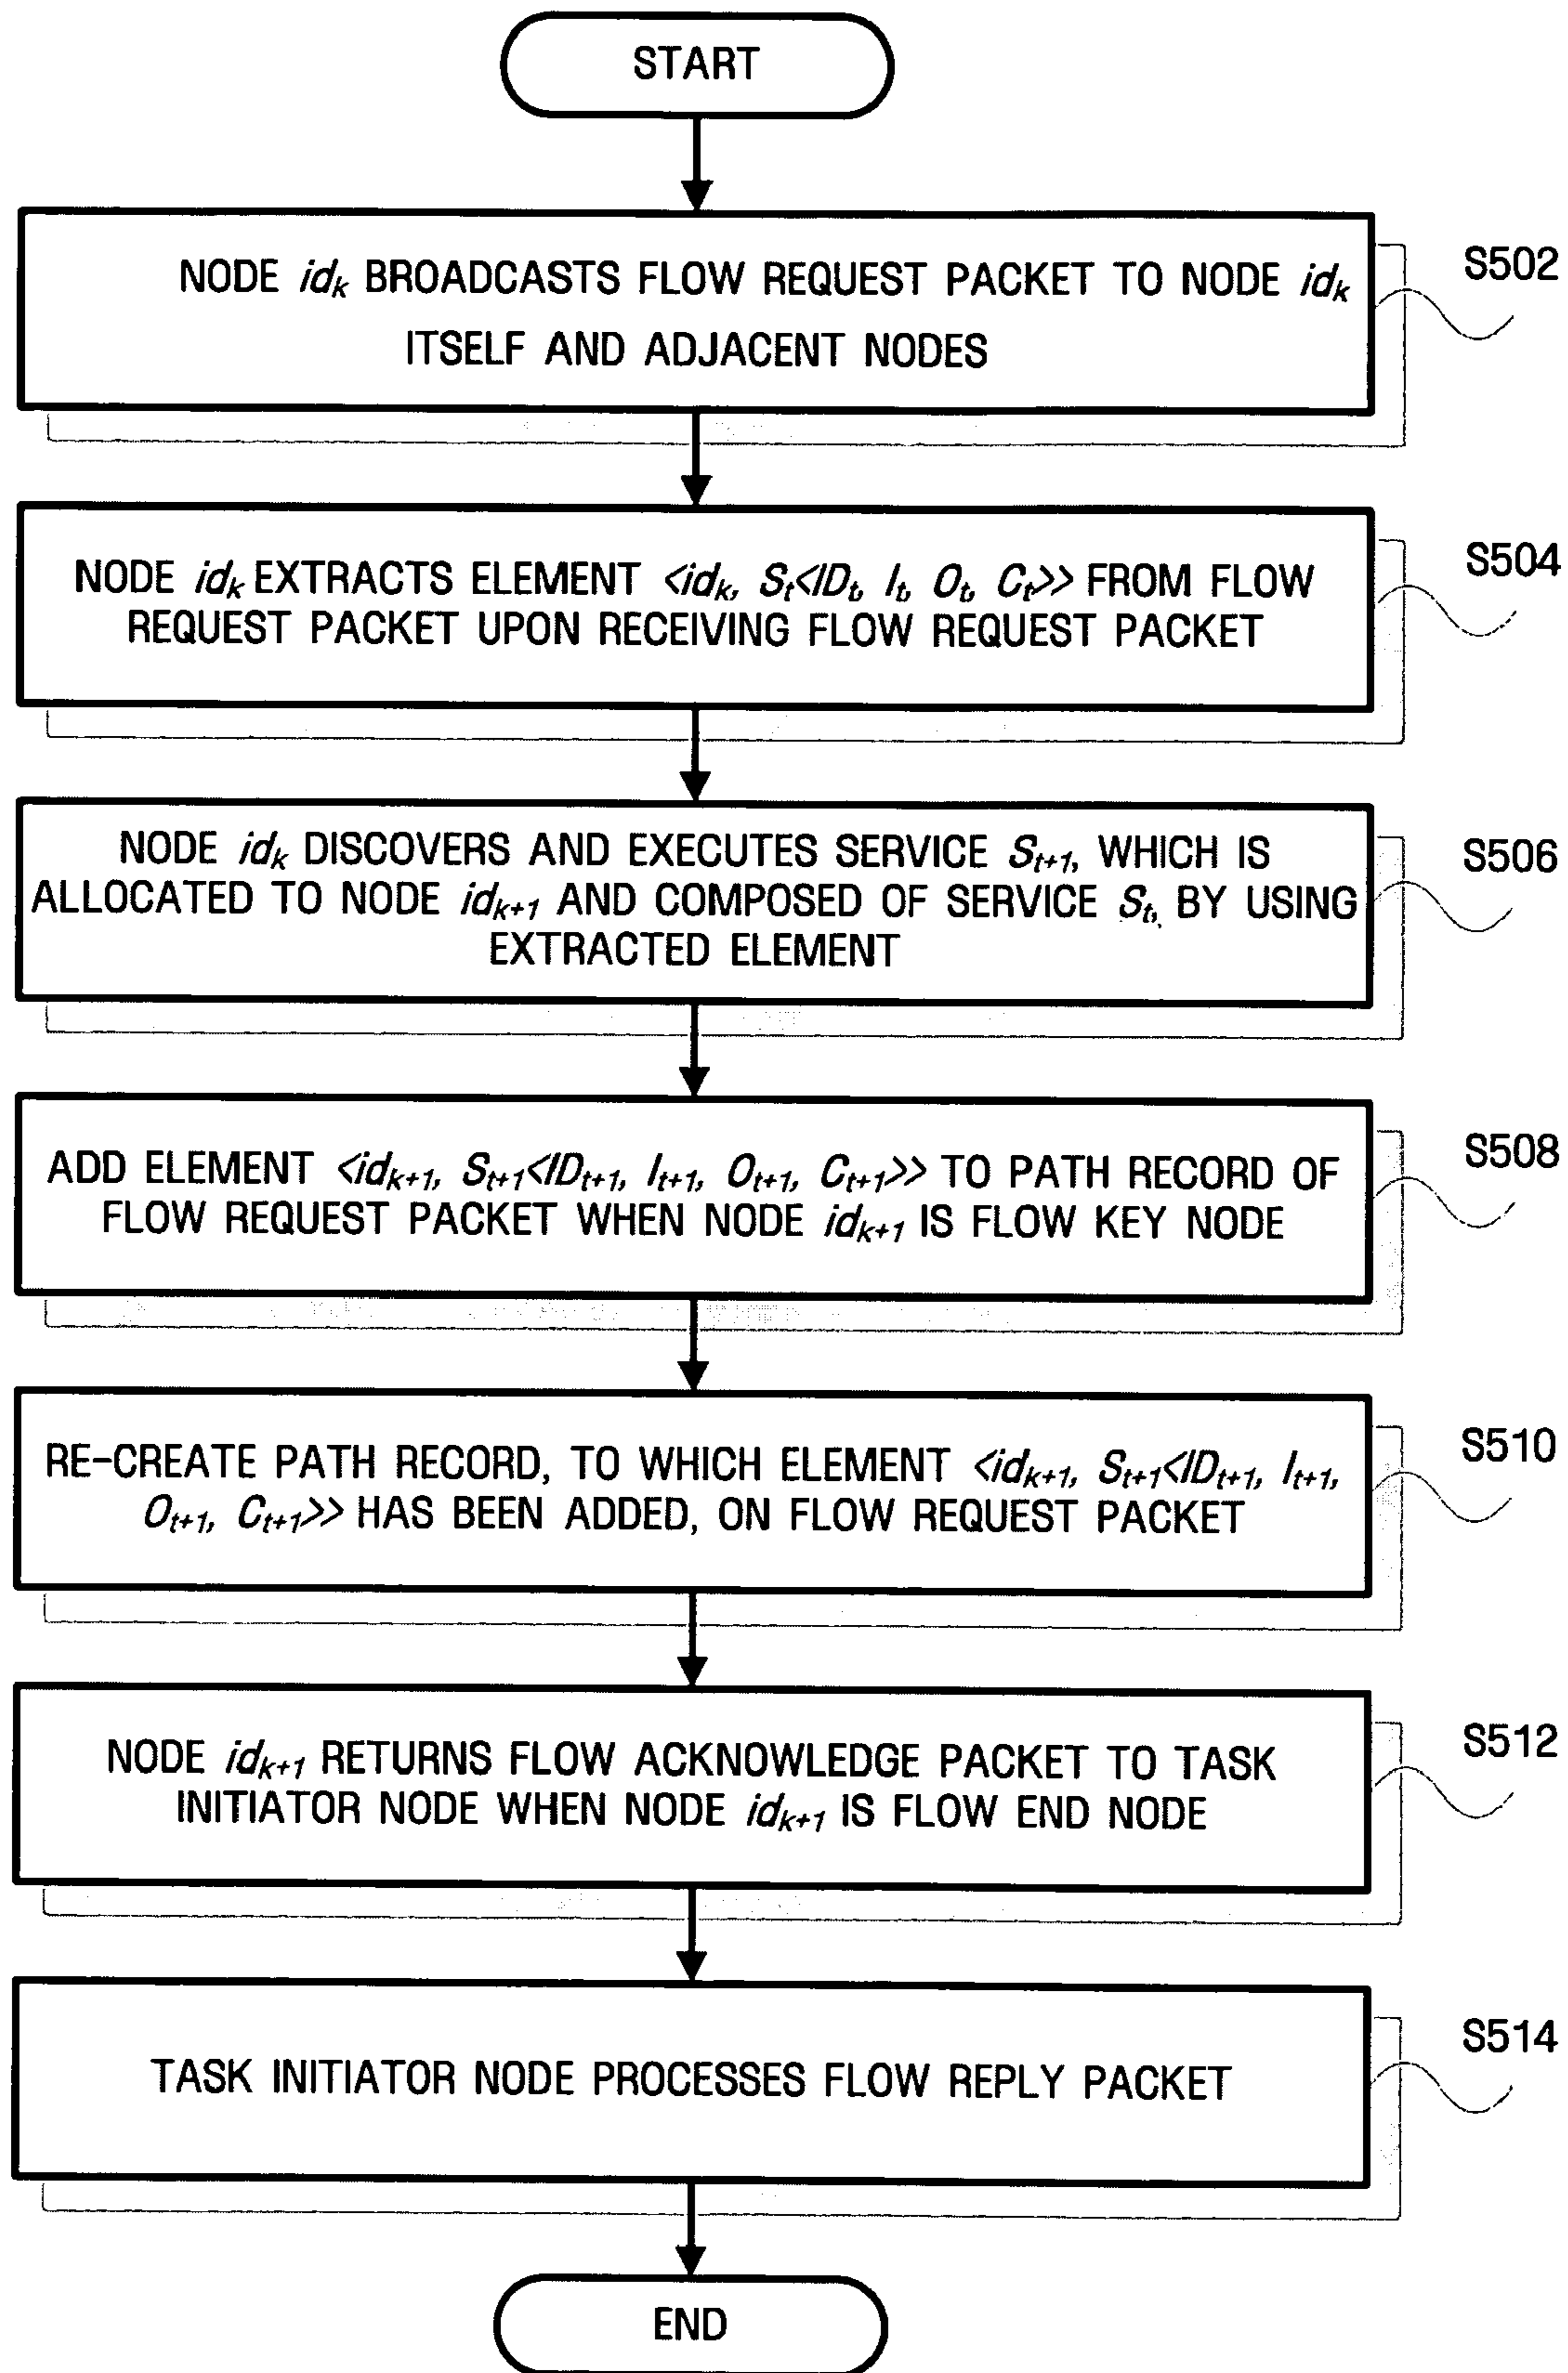 START
NODE idₖ BROADCASTS FLOW REQUEST PACKET TO NODE idₖ
ITSELF AND ADJACENT NODES
S502
NODE idₖ EXTRACTS ELEMENT <idₖ, Sₜ<IDₜ, Iₜ, Oₜ, Cₜ>> FROM FLOW
REQUEST PACKET UPON RECEIVING FLOW REQUEST PACKET
S504
NODE idₖ DISCOVERS AND EXECUTES SERVICE Sₜ₊₁, WHICH IS
ALLOCATED TO NODE idₖ₊₁ AND COMPOSED OF SERVICE Sₜ, BY USING
EXTRACTED ELEMENT
S506
ADD ELEMENT <idₖ₊₁, Sₜ₊₁<IDₜ₊₁, Iₜ₊₁, Oₜ₊₁, Cₜ₊₁>> TO PATH RECORD OF
FLOW REQUEST PACKET WHEN NODE idₖ₊₁ IS FLOW KEY NODE
S508
RE-CREATE PATH RECORD, TO WHICH ELEMENT <idₖ₊₁, Sₜ₊₁<IDₜ₊₁, Iₜ₊₁,
Oₜ₊₁, Cₜ₊₁>> HAS BEEN ADDED, ON FLOW REQUEST PACKET
S510
NODE idₖ₊₁ RETURNS FLOW ACKNOWLEDGE PACKET TO TASK
INITIATOR NODE WHEN NODE idₖ₊₁ IS FLOW END NODE
S512
TASK INITIATOR NODE PROCESSES FLOW REPLY PACKET
S514
END